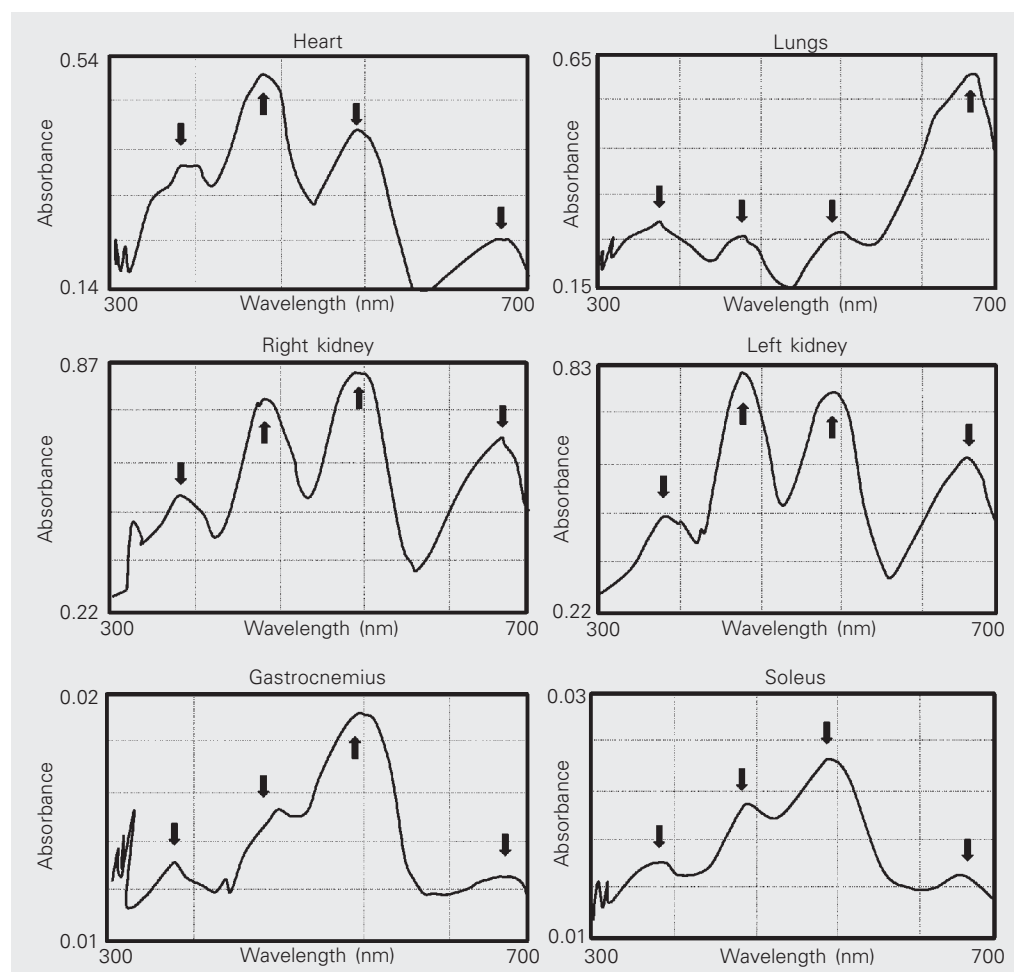 Heart
0.54
Absorbance
0.14
300
Wavelength (nm)
700
Lungs
0.65
Absorbance
0.15
300
Wavelength (nm)
700
Right kidney
0.87
Absorbance
0.22
300
Wavelength (nm)
700
Left kidney
0.83
Absorbance
0.22
300
Wavelength (nm)
700
Gastrocnemius
0.02
Absorbance
0.01
300
Wavelength (nm)
700
Soleus
0.03
Absorbance
0.01
300
Wavelength (nm)
700